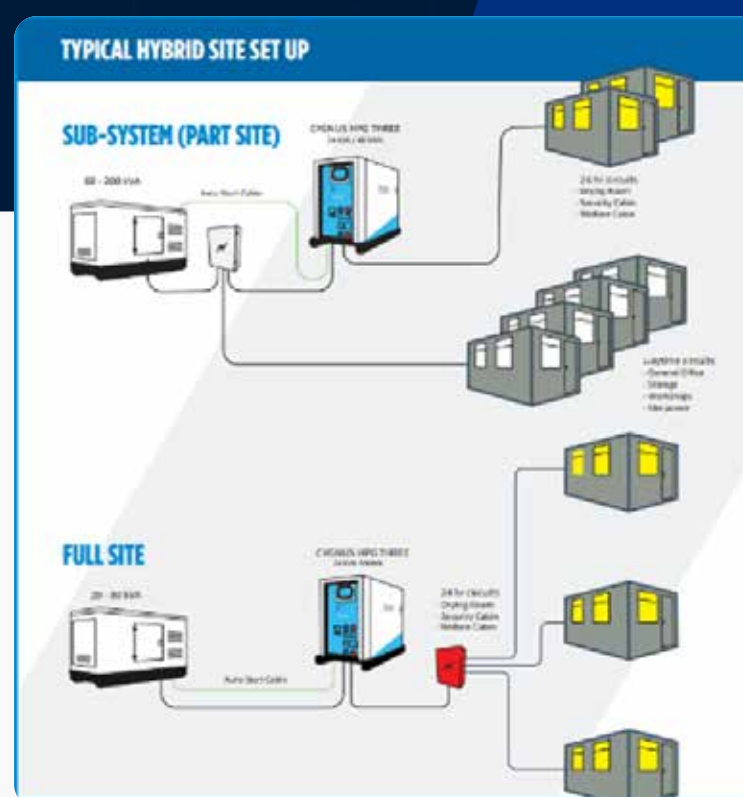 TYPICAL HYBRID SITE SET UP
SUB-SYSTEM (PART SITE)
CYGNUS HPG THREE
60 - 200 kVA
Auto Start Cable
24 hr circuits
- Drying Room
- Security Cabin
- Welfare Cabin
Daytime circuits
- General Office
- Storage
- Workshops
- Site power
FULL SITE
CYGNUS HPG THREE
20 - 80 kVA
24 hr circuits
- Drying Room
- Security Cabin
- Welfare Cabin
Auto Start Cable